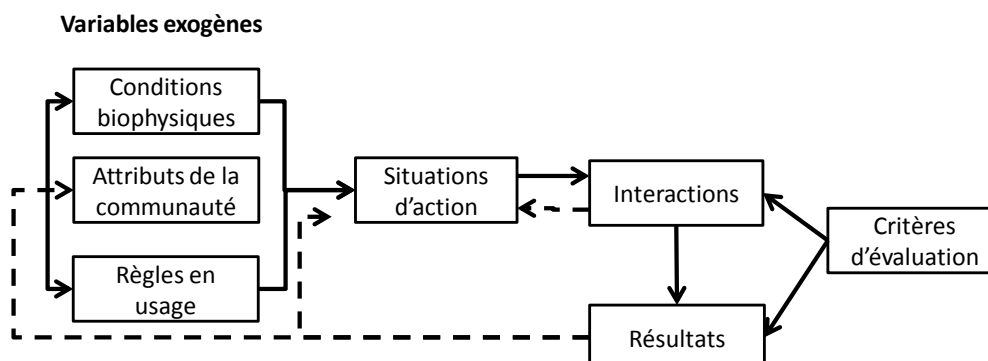 Variables exogènes
Conditions
biophysiques
Attributs de la
communauté
Règles en
usage
Situations
d'action
Interactions
Résultats
Critères
d'évaluation